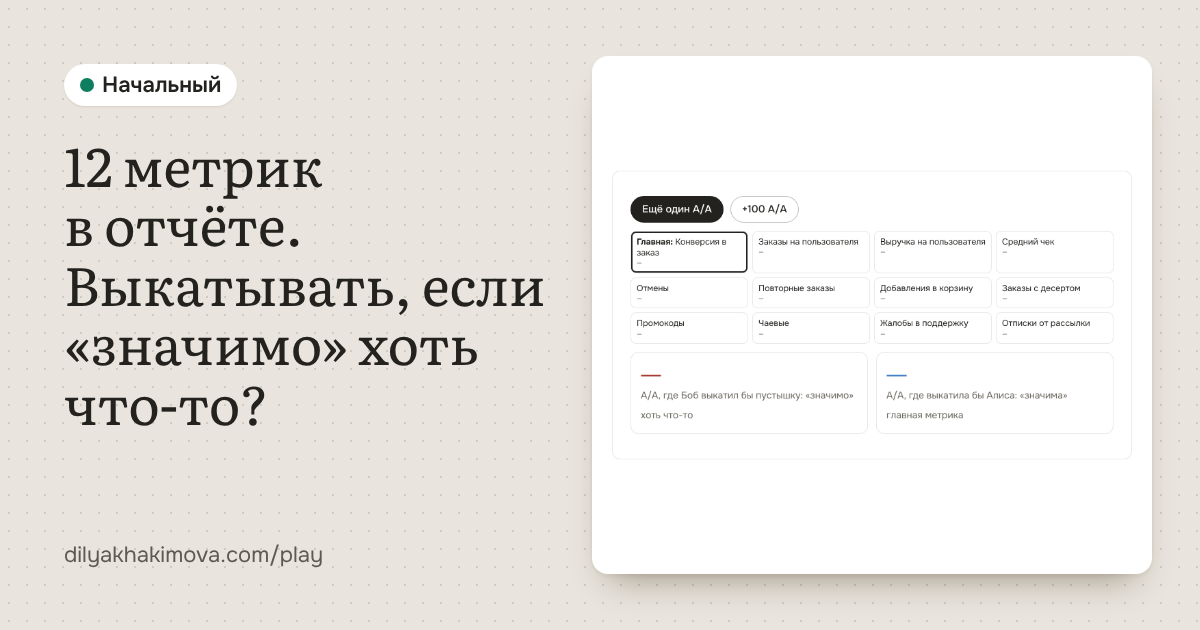 Начальный
12 метрик
в отчёте.
Выкатывать, если
«значимо» хоть
что-то?
dilyakhakimova.com/play
Ещё один А/А
+100 А/А
Главная: Конверсия в
заказ
–
Заказы на пользователя
–
Выручка на пользователя
–
Средний чек
–
Отмены
–
Повторные заказы
–
Добавления в корзину
–
Заказы с десертом
–
Промокоды
–
Чаевые
–
Жалобы в поддержку
–
Отписки от рассылки
–
—
А/А, где Боб выкатил бы пустышку: «значимо»
хоть что-то
—
А/А, где выкатила бы Алиса: «значима»
главная метрика